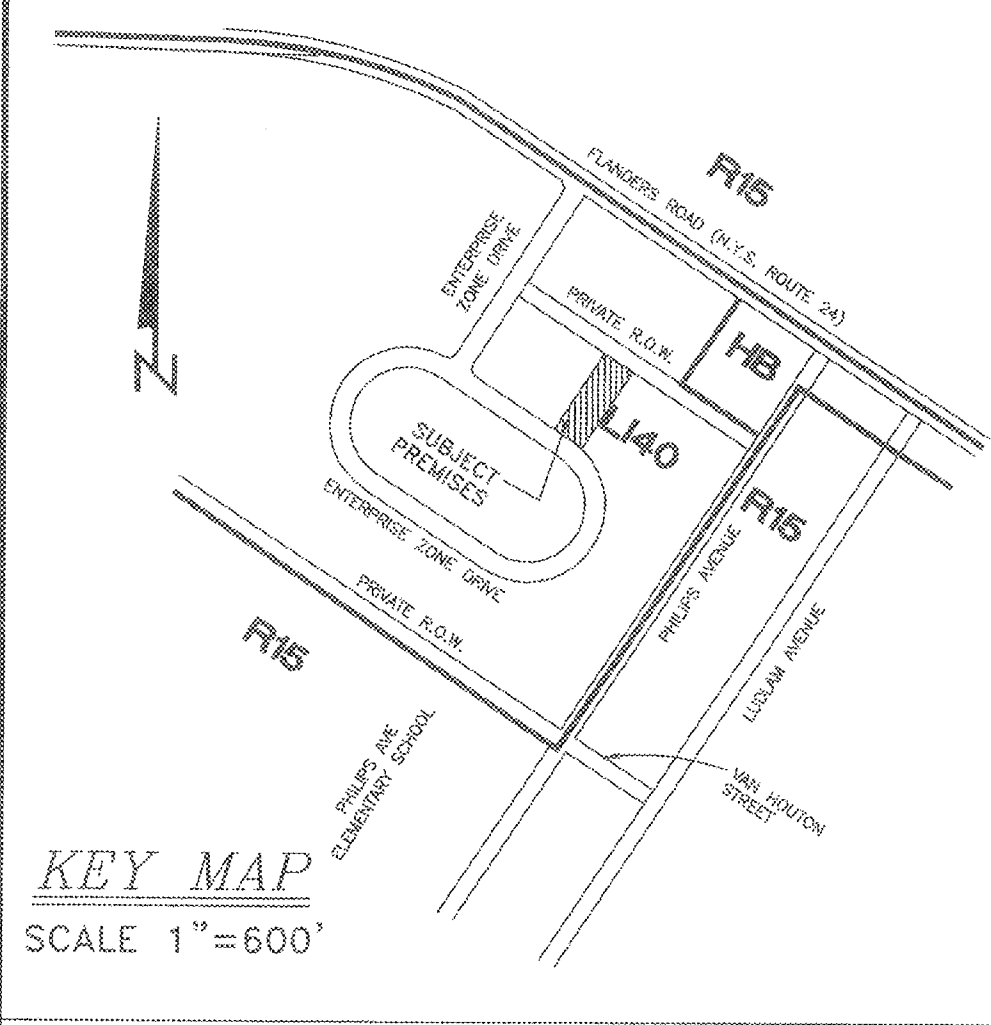 R15
FLANDERS ROAD (N.Y.S. ROUTE 24)
ENTERPRISE
ZONE DRIVE
PRIVATE R.O.W.
HB
N
LI40
SUBJECT
PREMISES
R15
ENTERPRISE ZONE DRIVE
PHILIPS AVENUE
PRIVATE R.O.W.
R15
LUDLAM AVENUE
PHILIPS AVE
ELEMENTARY SCHOOL
VAN HOUTON
STREET
KEY MAP
SCALE 1"=600'